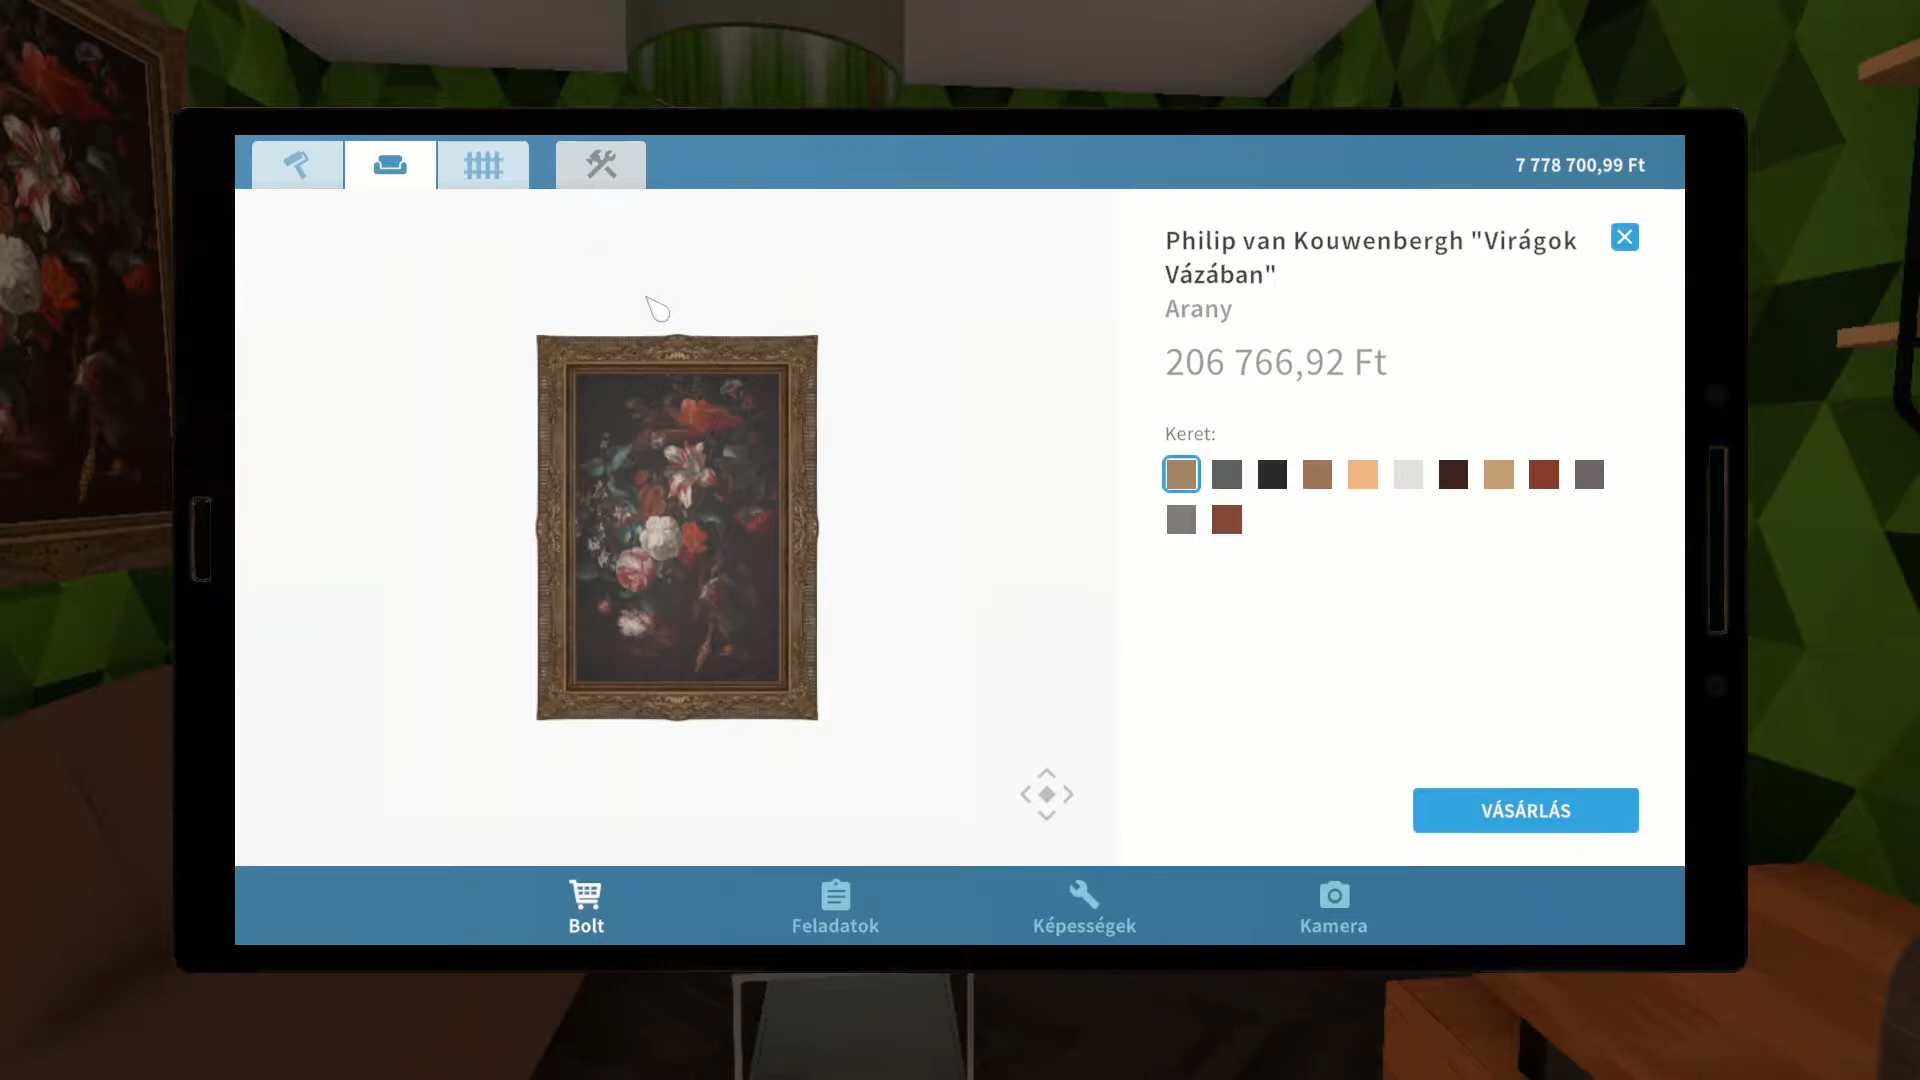 7 778 700,99 Ft
Philip van Kouwenbergh "Virágok
Vázában"
Arany
206 766,92 Ft
Keret:
VÁSÁRLÁS
Bolt
Feladatok
Képességek
Kamera